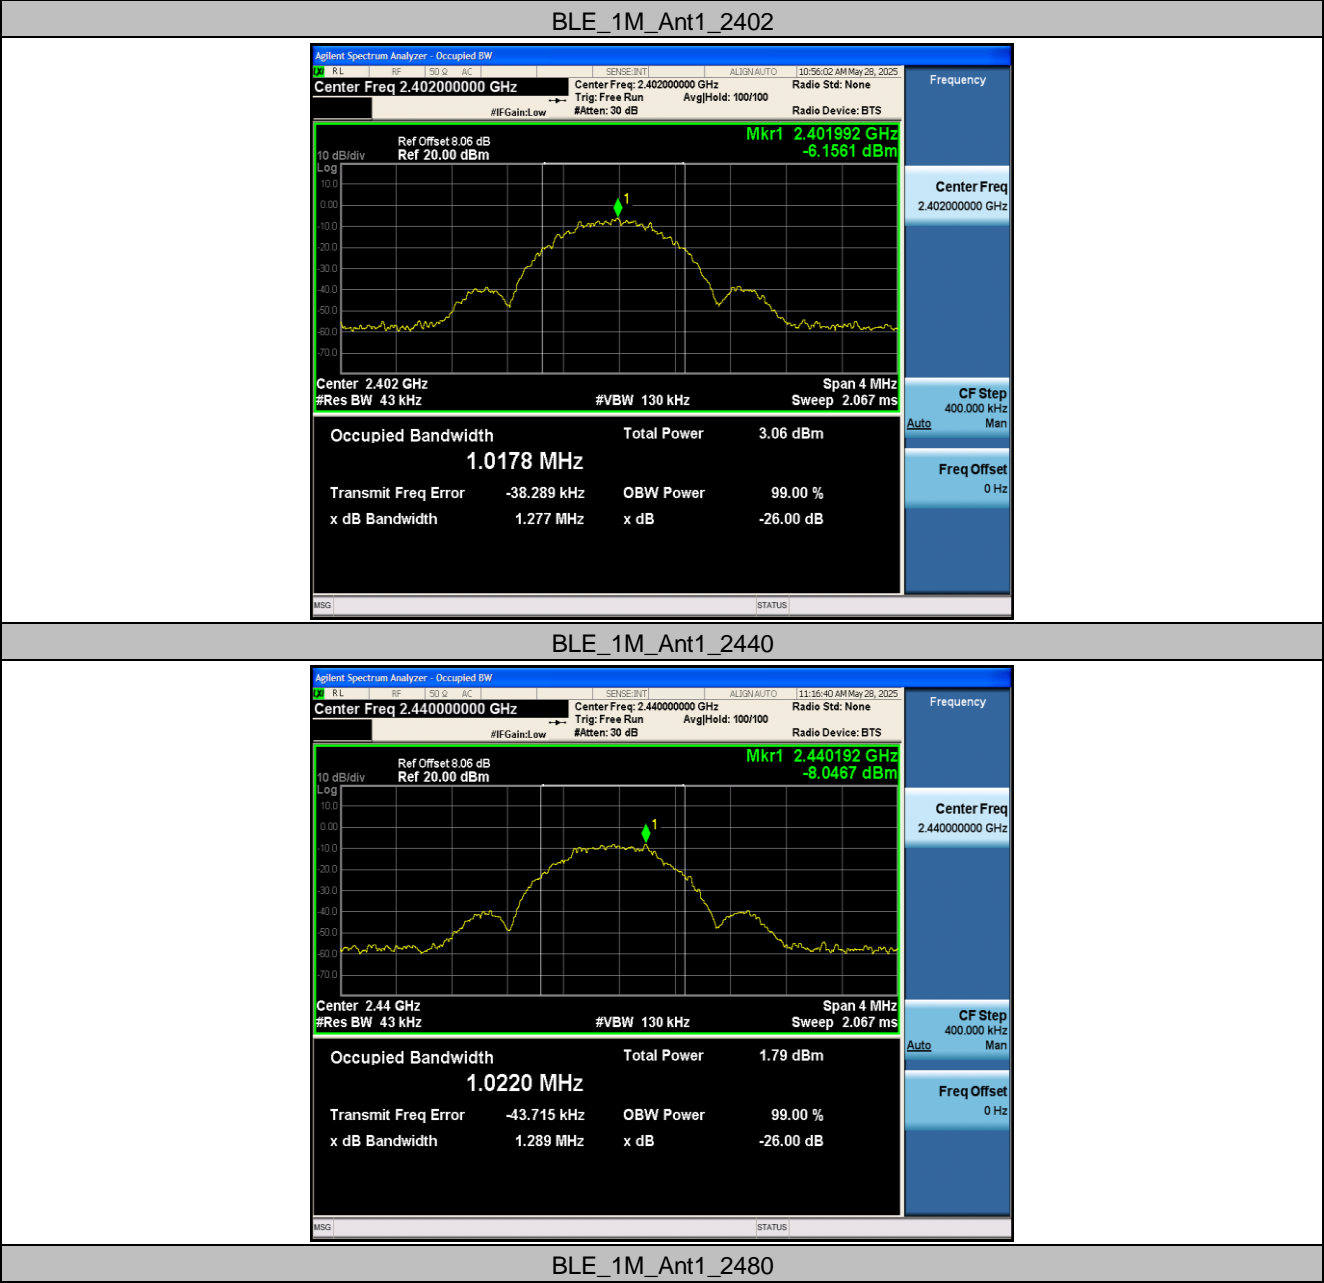 BLE_1M_Ant1_2402
Agilent Spectrum Analyzer - Occupied BW
LXI RL RF 50 Ω AC SENSE:INT ALIGN AUTO 10:56:02 AM May 28, 2025
Center Freq 2.402000000 GHz
Center Freq: 2.402000000 GHz Radio Std: None
Trig: Free Run Avg|Hold: 100/100
#IFGain:Low #Atten: 30 dB Radio Device: BTS
Mkr1 2.401992 GHz
-6.1561 dBm
Ref Offset 8.06 dB
10 dB/div Ref 20.00 dBm
Log
10.0
0.00
-10.0
-20.0
-30.0
-40.0
-50.0
-60.0
-70.0
1
Center 2.402 GHz Span 4 MHz
#Res BW 43 kHz #VBW 130 kHz Sweep 2.067 ms
Occupied Bandwidth Total Power 3.06 dBm
1.0178 MHz
Transmit Freq Error -38.289 kHz OBW Power 99.00 %
x dB Bandwidth 1.277 MHz x dB -26.00 dB
MSG STATUS
Frequency
Center Freq
2.402000000 GHz
CF Step
400.000 kHz
Auto Man
Freq Offset
0 Hz
BLE_1M_Ant1_2440
Agilent Spectrum Analyzer - Occupied BW
LXI RL RF 50 Ω AC SENSE:INT ALIGN AUTO 11:16:40 AM May 28, 2025
Center Freq 2.440000000 GHz
Center Freq: 2.440000000 GHz Radio Std: None
Trig: Free Run Avg|Hold: 100/100
#IFGain:Low #Atten: 30 dB Radio Device: BTS
Mkr1 2.440192 GHz
-8.0467 dBm
Ref Offset 8.06 dB
10 dB/div Ref 20.00 dBm
Log
10.0
0.00
-10.0
-20.0
-30.0
-40.0
-50.0
-60.0
-70.0
1
Center 2.44 GHz Span 4 MHz
#Res BW 43 kHz #VBW 130 kHz Sweep 2.067 ms
Occupied Bandwidth Total Power 1.79 dBm
1.0220 MHz
Transmit Freq Error -43.715 kHz OBW Power 99.00 %
x dB Bandwidth 1.289 MHz x dB -26.00 dB
MSG STATUS
Frequency
Center Freq
2.440000000 GHz
CF Step
400.000 kHz
Auto Man
Freq Offset
0 Hz
BLE_1M_Ant1_2480